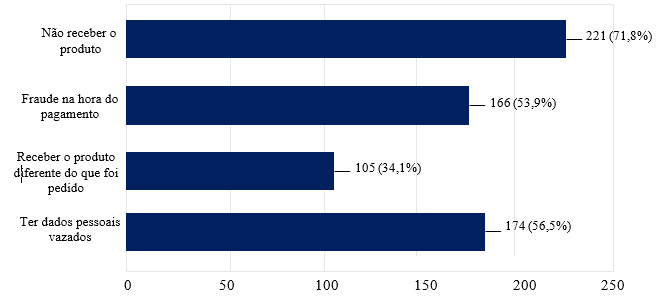 Não receber o
produto
221 (71,8%)
Fraude na hora do
pagamento
166 (53,9%)
Receber o produto
diferente do que foi
pedido
105 (34,1%)
Ter dados pessoais
vazados
174 (56,5%)
0 50 100 150 200 250